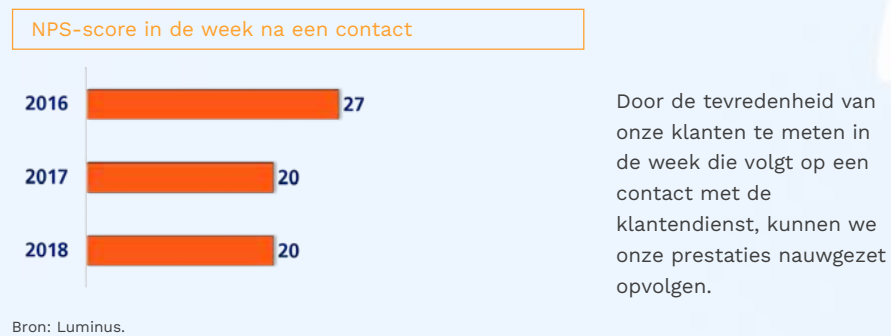 NPS-score in de week na een contact
2016 27
2017 20
2018 20
Door de tevredenheid van
onze klanten te meten in
de week die volgt op een
contact met de
klantendienst, kunnen we
onze prestaties nauwgezet
opvolgen.
Bron: Luminus.